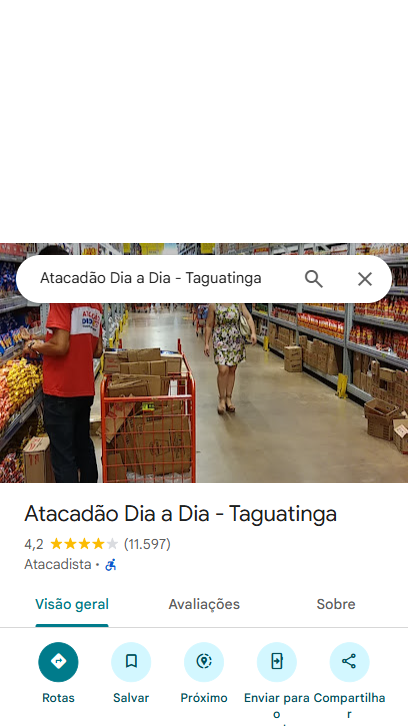 Atacadão Dia a Dia - Taguatinga
Atacadão Dia a Dia - Taguatinga
4,2 (11.597)
Atacadista ·
Visão geral Avaliações Sobre
Rotas Salvar Próximo Enviar para o Compartilhar